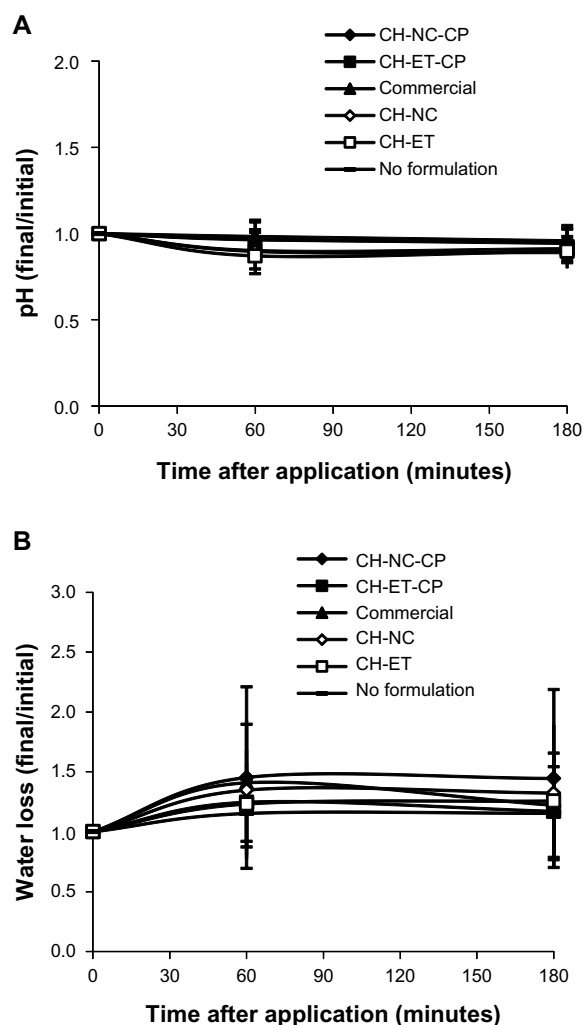 A
CH-NC-CP
CH-ET-CP
Commercial
CH-NC
CH-ET
No formulation
2.0
1.5
1.0
0.5
0.0
pH (final/initial)
0 30 60 90 120 150 180
Time after application (minutes)
B
CH-NC-CP
CH-ET-CP
Commercial
CH-NC
CH-ET
No formulation
3.0
2.5
2.0
1.5
1.0
0.5
0.0
Water loss (final/initial)
0 30 60 90 120 150 180
Time after application (minutes)